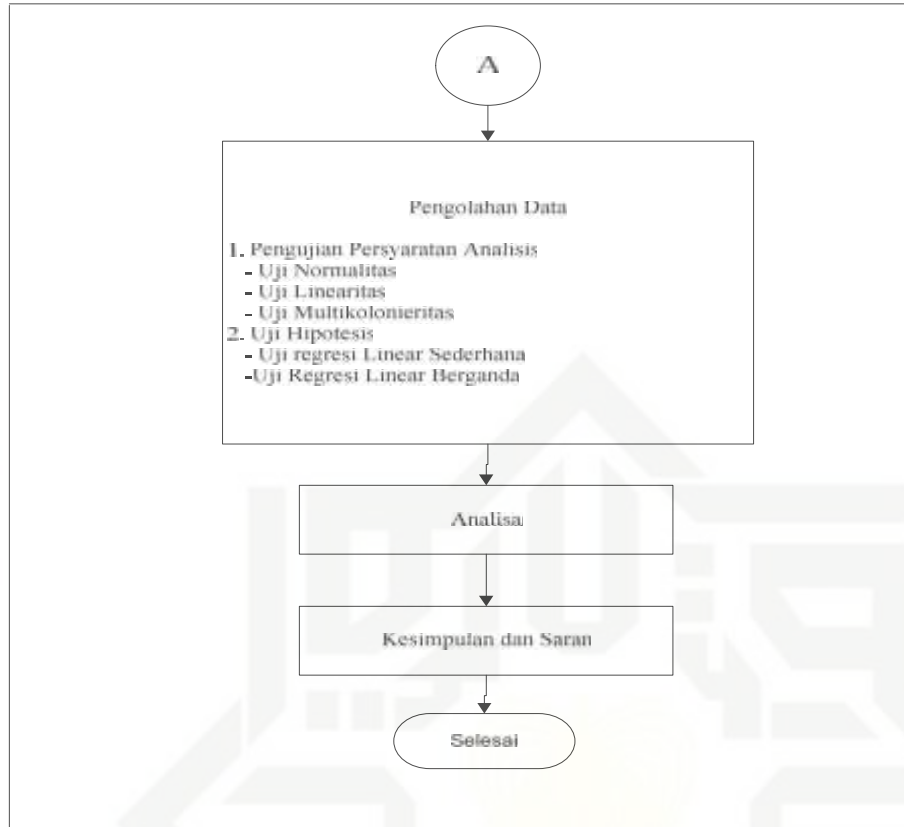 A
Pengolahan Data
1. Pengujian Persyaratan Analisis
- Uji Normalitas
- Uji Linearitas
- Uji Multikolonieritas
2. Uji Hipotesis
- Uji regresi Linear Sederhana
-Uji Regresi Linear Berganda
Analisa
Kesimpulan dan Saran
Selesai